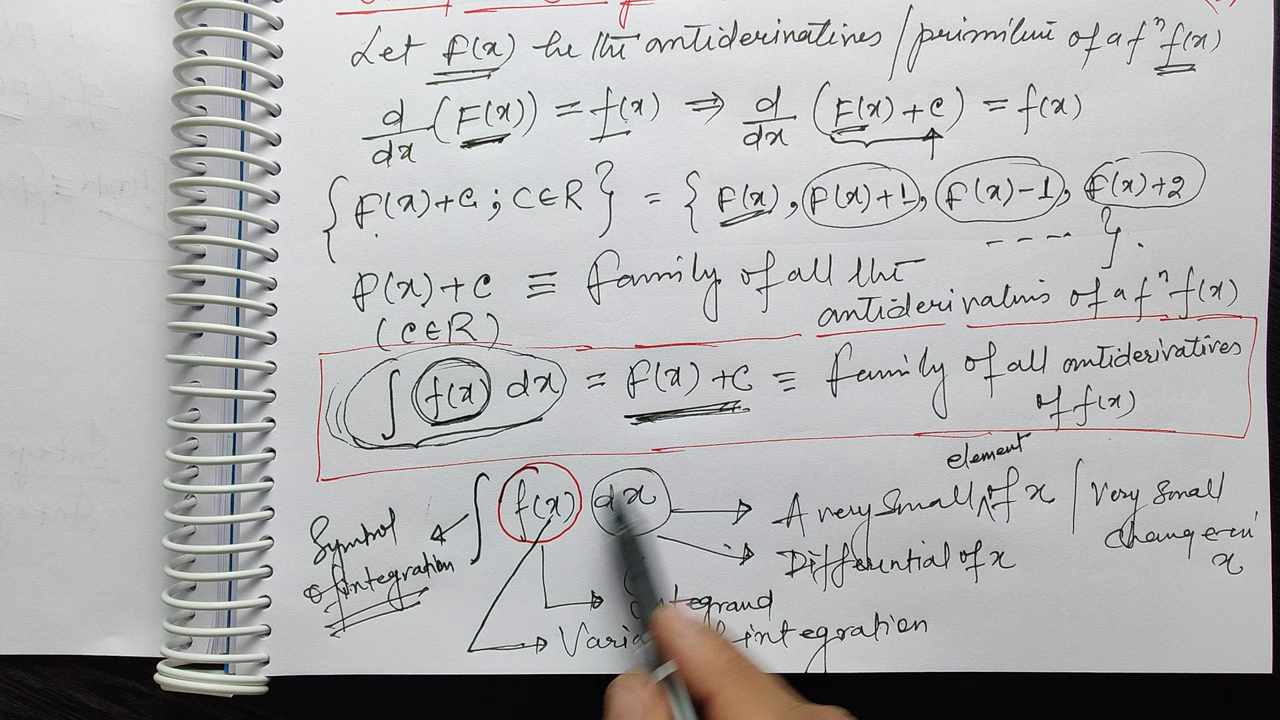 Let F(x) be the antiderivatives / primitive of a fⁿ f(x)
d/dx (F(x)) = f(x) ⇒ d/dx (F(x) + c) = f(x)
{F(x) + C ; C ∈ R} = {F(x), F(x)+1, F(x)-1, F(x)+2
---- }.
F(x) + C ≡ family of all the
antiderivatives of a fⁿ f(x)
(C ∈ R)
∫ f(x) dx = F(x) + C ≡ family of all antiderivatives
of f(x)
element
∫ f(x) dx → A very small ^ of x / Very small
change in
x
Symbol
of integration
→ Differential of x
→ integrand
→ integration